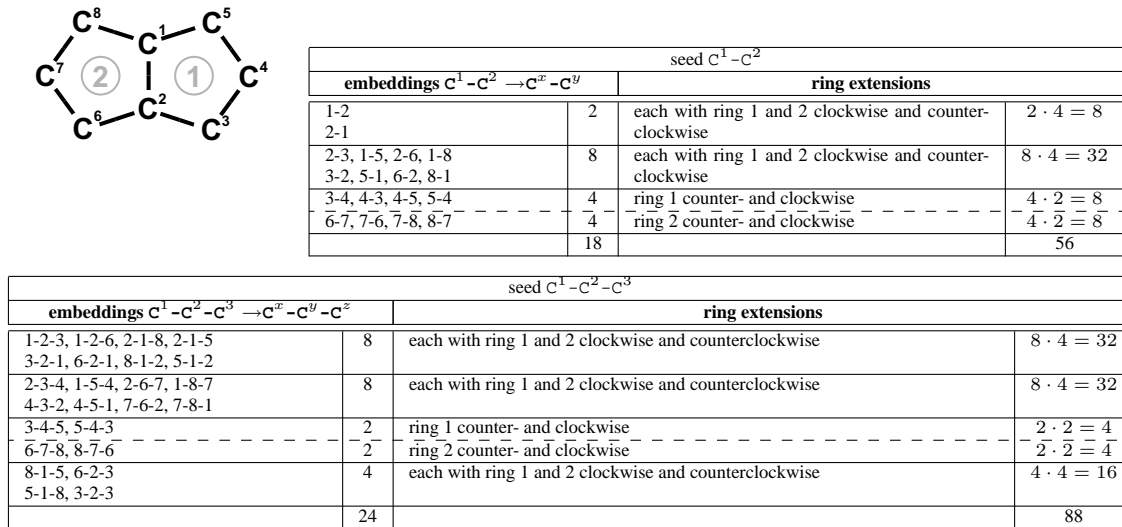 C8 C5
C1
C7 2 1 C4
C2
C6 C3
seed C1-C2
embeddings C1-C2 →Cx-Cy ring extensions
1-2 2 each with ring 1 and 2 clockwise and counter- 2 · 4 = 8
2-1 clockwise
2-3, 1-5, 2-6, 1-8 8 each with ring 1 and 2 clockwise and counter- 8 · 4 = 32
3-2, 5-1, 6-2, 8-1 clockwise
3-4, 4-3, 4-5, 5-4 4 ring 1 counter- and clockwise 4 · 2 = 8
6-7, 7-6, 7-8, 8-7 4 ring 2 counter- and clockwise 4 · 2 = 8
18 56
seed C1-C2-C3
embeddings C1-C2-C3 →Cx-Cy-Cz ring extensions
1-2-3, 1-2-6, 2-1-8, 2-1-5 8 each with ring 1 and 2 clockwise and counterclockwise 8 · 4 = 32
3-2-1, 6-2-1, 8-1-2, 5-1-2
2-3-4, 1-5-4, 2-6-7, 1-8-7 8 each with ring 1 and 2 clockwise and counterclockwise 8 · 4 = 32
4-3-2, 4-5-1, 7-6-2, 7-8-1
3-4-5, 5-4-3 2 ring 1 counter- and clockwise 2 · 2 = 4
6-7-8, 8-7-6 2 ring 2 counter- and clockwise 2 · 2 = 4
8-1-5, 6-2-3 4 each with ring 1 and 2 clockwise and counterclockwise 4 · 4 = 16
5-1-8, 3-2-3
24 88